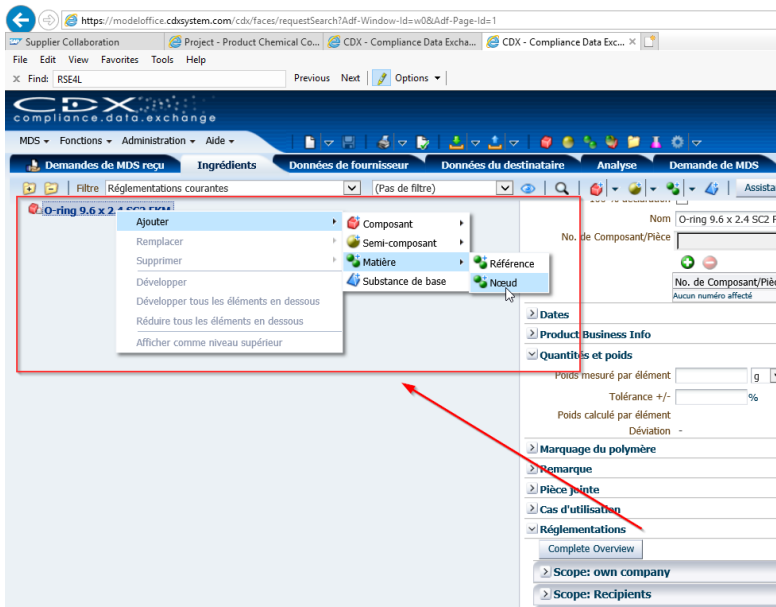 https://modeloffice.cdxsystem.com/cdx/faces/requestSearch?Adf-Window-Id=w0&Adf-Page-Id=1
Supplier Collaboration Project - Product Chemical Co... CDX - Compliance Data Excha... CDX - Compliance Data Exc...
File Edit View Favorites Tools Help
Find: RSE4L Previous Next Options
CDX
compliance.data.exchange
MDS Fonctions Administration Aide
Demandes de MDS reçu Ingrédients Données de fournisseur Données du destinataire Analyse Demande de MDS
Filtre Réglementations courantes (Pas de filtre) Assista
O-ring 9.6 x 2.4 SC2 FKM
Ajouter
Remplacer
Supprimer
Développer
Développer tous les éléments en dessous
Réduire tous les éléments en dessous
Afficher comme niveau supérieur
Composant
Semi-composant
Matière
Substance de base
Référence
Nœud
100 % déclaration
Nom O-ring 9.6 x 2.4 SC2 F
No. de Composant/Pièce
No. de Composant/Pièc
Aucun numéro affecté
Dates
Product Business Info
Quantités et poids
Poids mesuré par élément g
Tolérance +/- %
Poids calculé par élément
Déviation -
Marquage du polymère
Remarque
Pièce jointe
Cas d'utilisation
Réglementations
Complete Overview
Scope: own company
Scope: Recipients